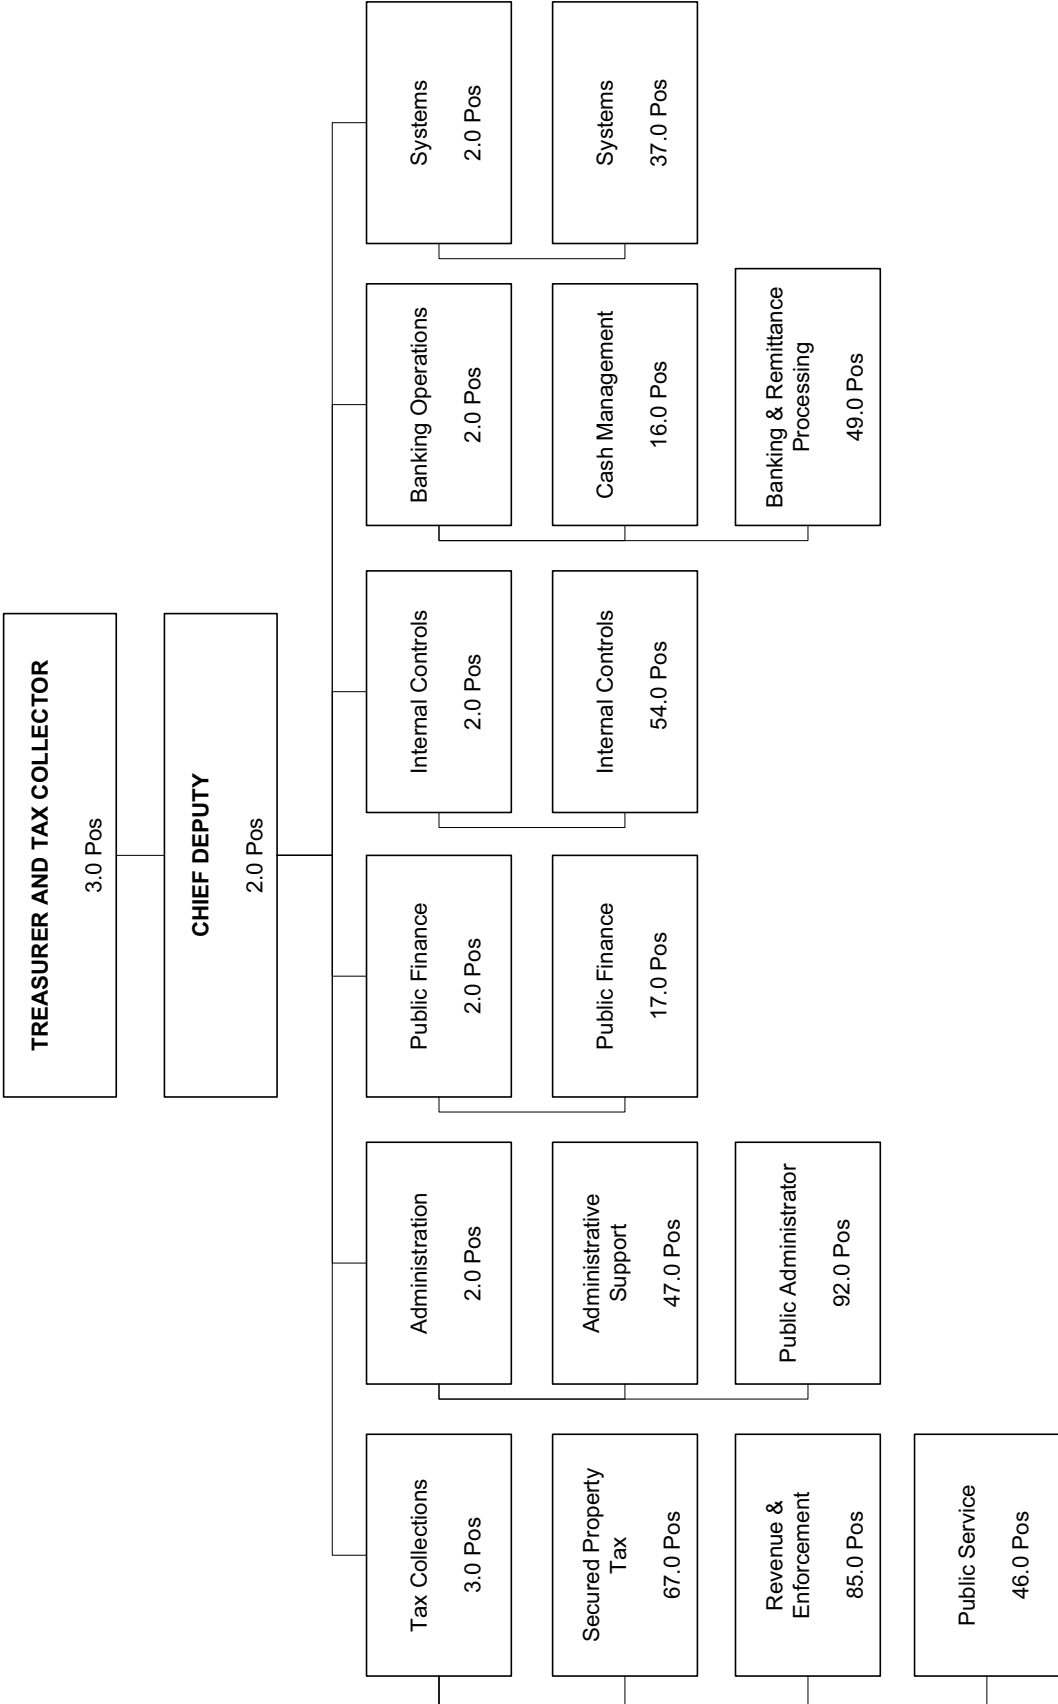 TREASURER AND TAX COLLECTOR
3.0 Pos
CHIEF DEPUTY
2.0 Pos
Tax Collections
3.0 Pos
Secured Property
Tax
67.0 Pos
Revenue &
Enforcement
85.0 Pos
Public Service
46.0 Pos
Administration
2.0 Pos
Administrative
Support
47.0 Pos
Public Administrator
92.0 Pos
Public Finance
2.0 Pos
Public Finance
17.0 Pos
Internal Controls
2.0 Pos
Internal Controls
54.0 Pos
Banking Operations
2.0 Pos
Cash Management
16.0 Pos
Banking & Remittance
Processing
49.0 Pos
Systems
2.0 Pos
Systems
37.0 Pos